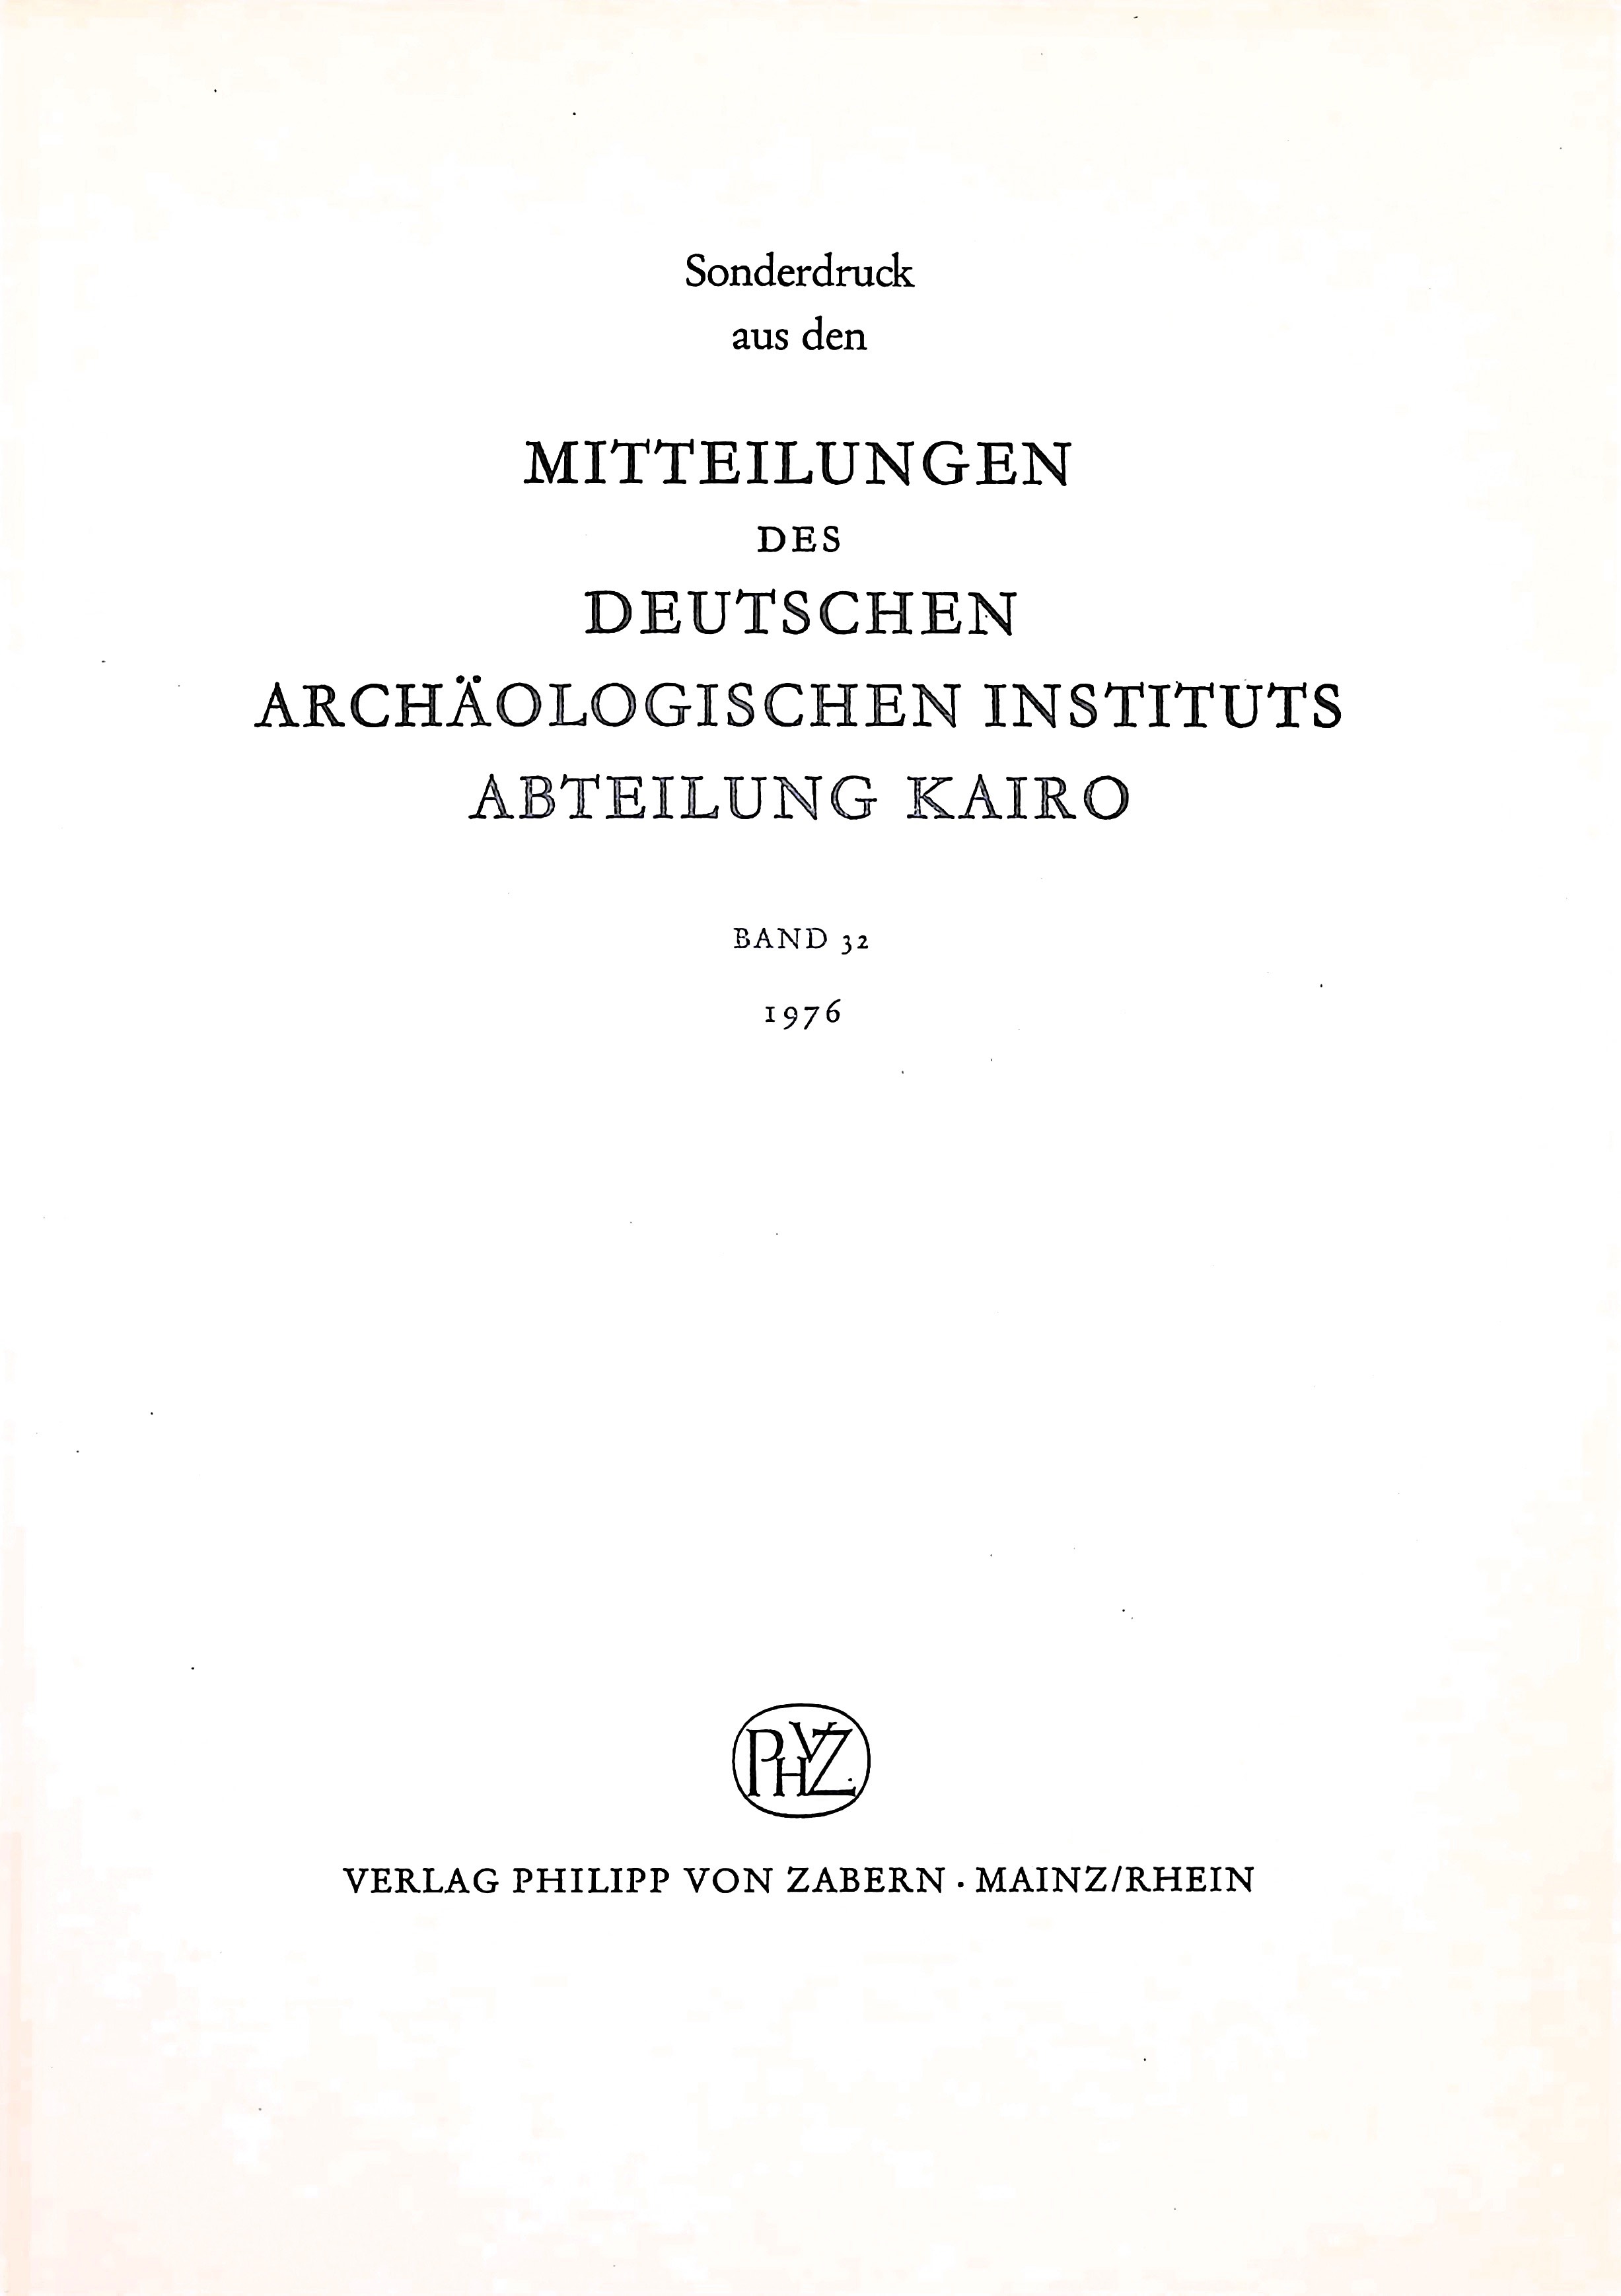 Sonderdruck
aus den
MITTEILUNGEN
DES
DEUTSCHEN
ARCHÄOLOGISCHEN INSTITUTS
ABTEILUNG KAIRO
BAND 32
1976
PHVZ
VERLAG PHILIPP VON ZABERN · MAINZ/RHEIN